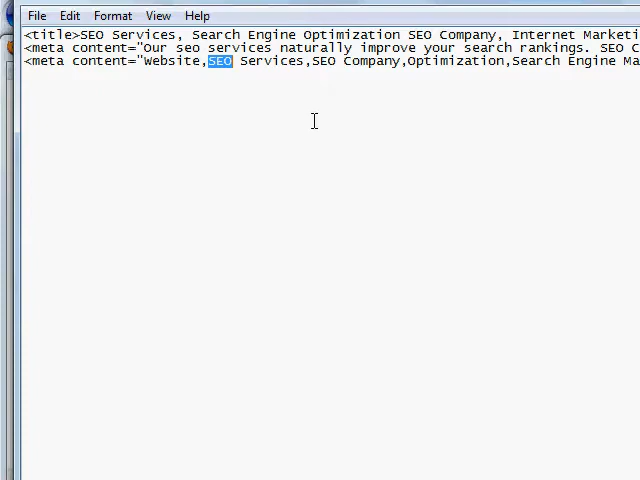 File Edit Format View Help
<title>SEO Services, Search Engine Optimization SEO Company, Internet Marketi
<meta content="Our seo services naturally improve your search rankings. SEO C
<meta content="Website,SEO Services,SEO Company,Optimization,Search Engine Ma